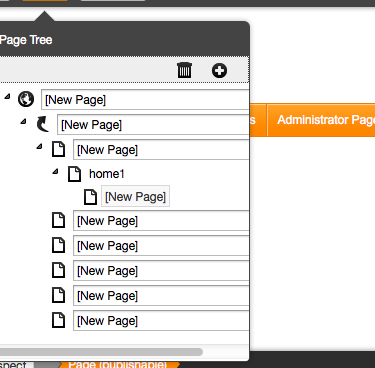 Page Tree
[New Page]
s
Administrator Page
[New Page]
[New Page]
home1
[New Page]
[New Page]
[New Page]
[New Page]
[New Page]
[New Page]
spect
Page (publishable)